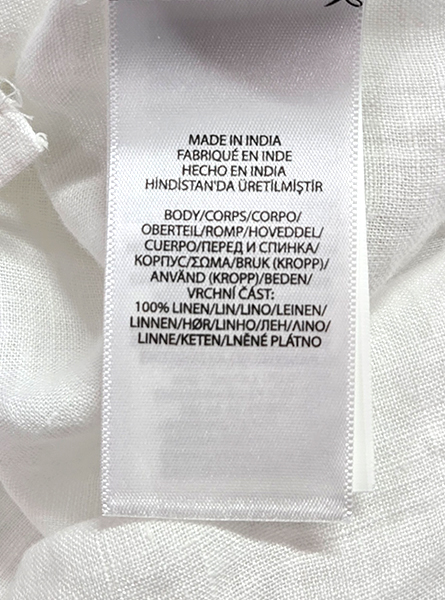 MADE IN INDIA
FABRIQUÉ EN INDE
HECHO EN INDIA
HİNDİSTAN'DA ÜRETİLMİŞTİR
BODY/CORPS/CORPO/
OBERTEIL/ROMP/HOVEDDEL/
CUERPO/ПЕРЕД И СПИНКА/
КОРПУС/ΣΩΜΑ/BRUK (KROPP)/
ANVÄND (KROPP)/BEDEN/
VRCHNÍ ČÁST:
100% LINEN/LIN/LINO/LEINEN/
LINNEN/HØR/LINHO/ЛЕН/ΛΙΝΟ/
LINNE/KETEN/LNĚNÉ PLÁTNO